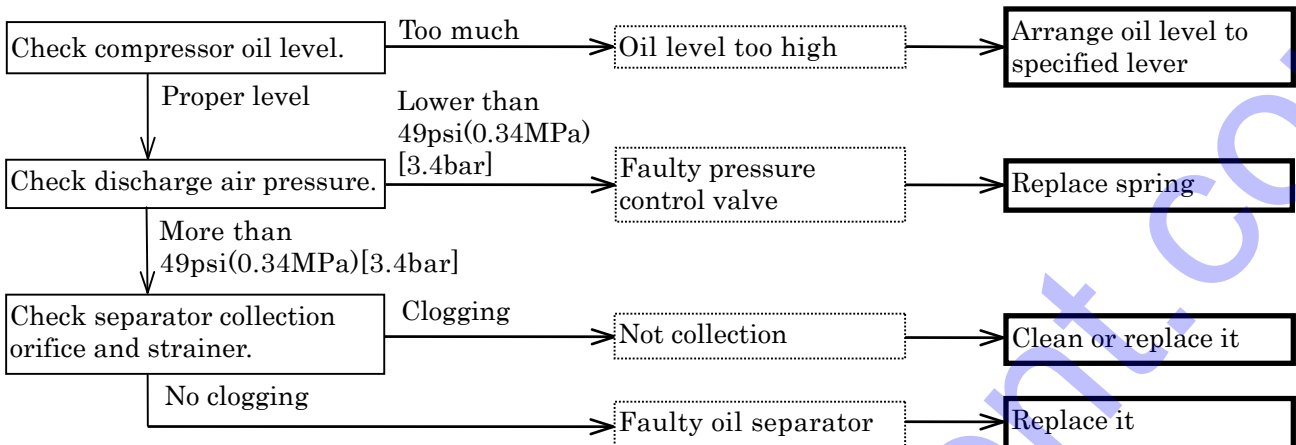 Check compressor oil level.
Too much
Oil level too high
Arrange oil level to
specified lever
Proper level
Lower than
49psi(0.34MPa)
[3.4bar]
Check discharge air pressure.
Faulty pressure
control valve
Replace spring
More than
49psi(0.34MPa)[3.4bar]
Check separator collection
orifice and strainer.
Clogging
Not collection
Clean or replace it
No clogging
Faulty oil separator
Replace it